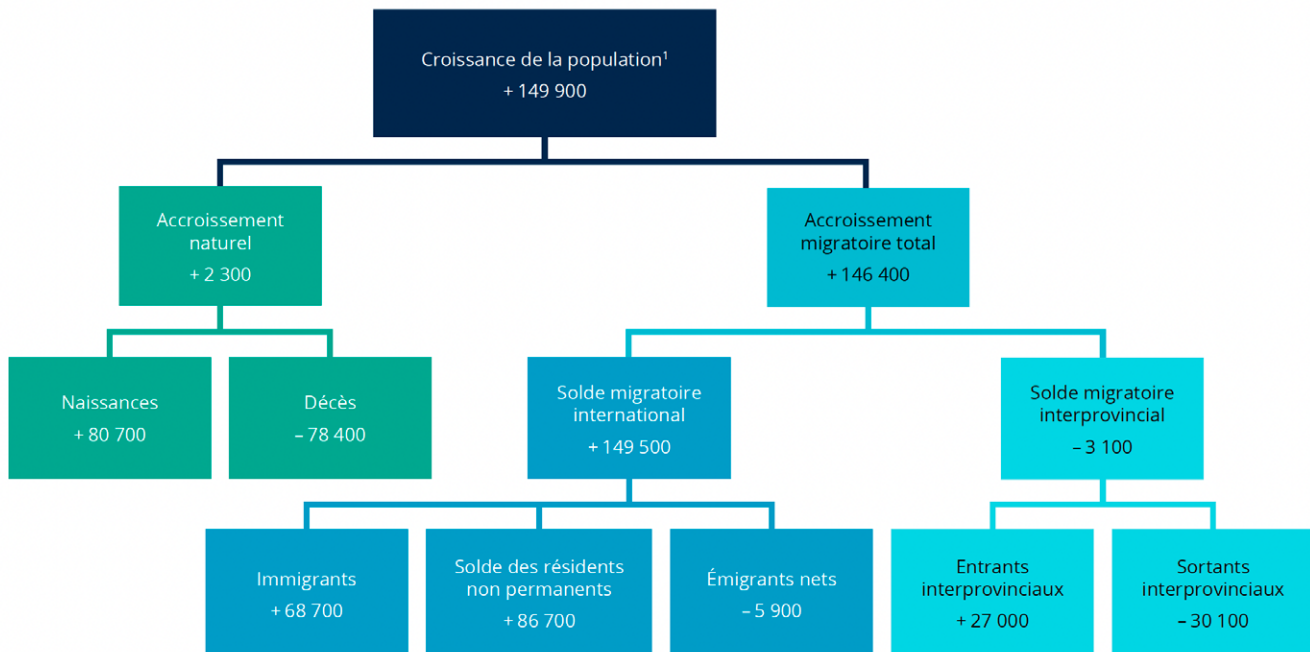 Croissance de la population¹
+ 149 900
Accroissement
naturel
+ 2 300
Accroissement
migratoire total
+ 146 400
Naissances
+ 80 700
Décès
– 78 400
Solde migratoire
international
+ 149 500
Solde migratoire
interprovincial
– 3 100
Immigrants
+ 68 700
Solde des résidents
non permanents
+ 86 700
Émigrants nets
– 5 900
Entrants
interprovinciaux
+ 27 000
Sortants
interprovinciaux
– 30 100